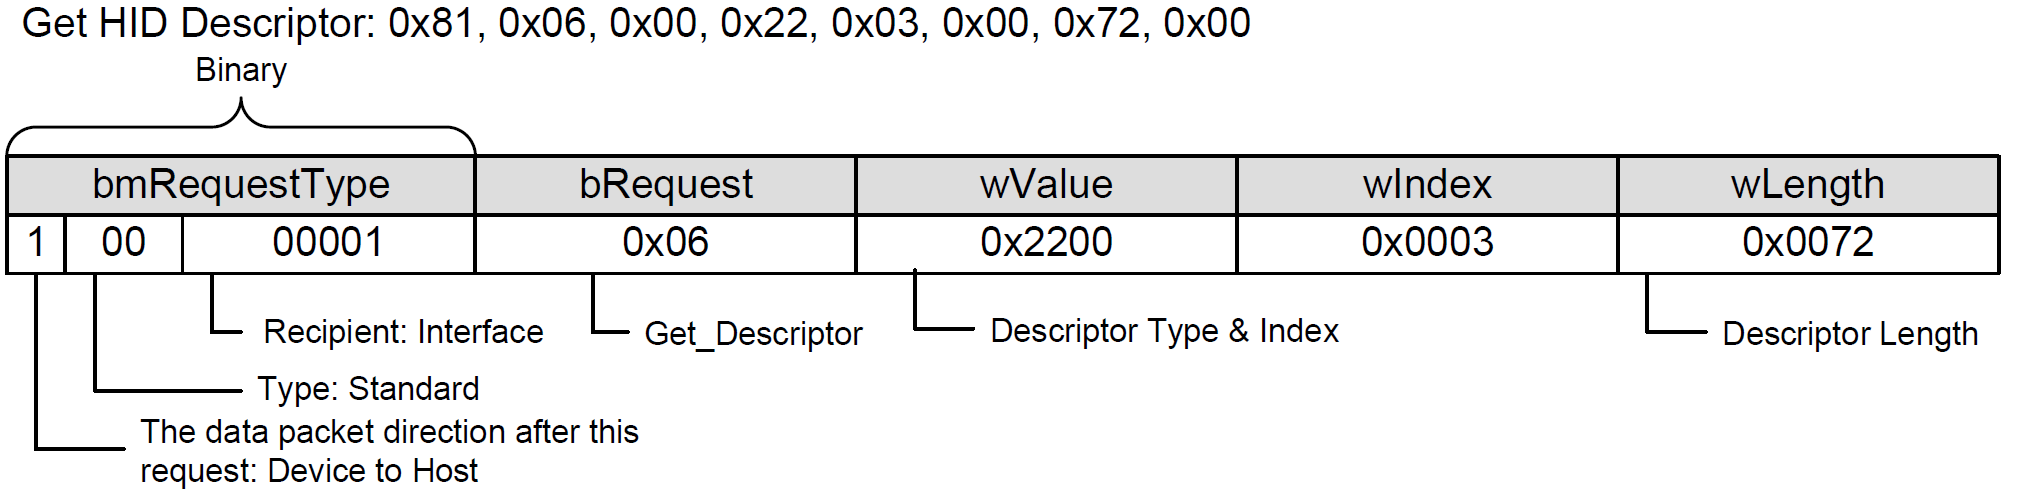 Get HID Descriptor: 0x81, 0x06, 0x00, 0x22, 0x03, 0x00, 0x72, 0x00
Binary
bmRequestType bRequest wValue wIndex wLength
1 00 00001 0x06 0x2200 0x0003 0x0072
Recipient: Interface Get_Descriptor Descriptor Type & Index Descriptor Length
Type: Standard
The data packet direction after this
request: Device to Host